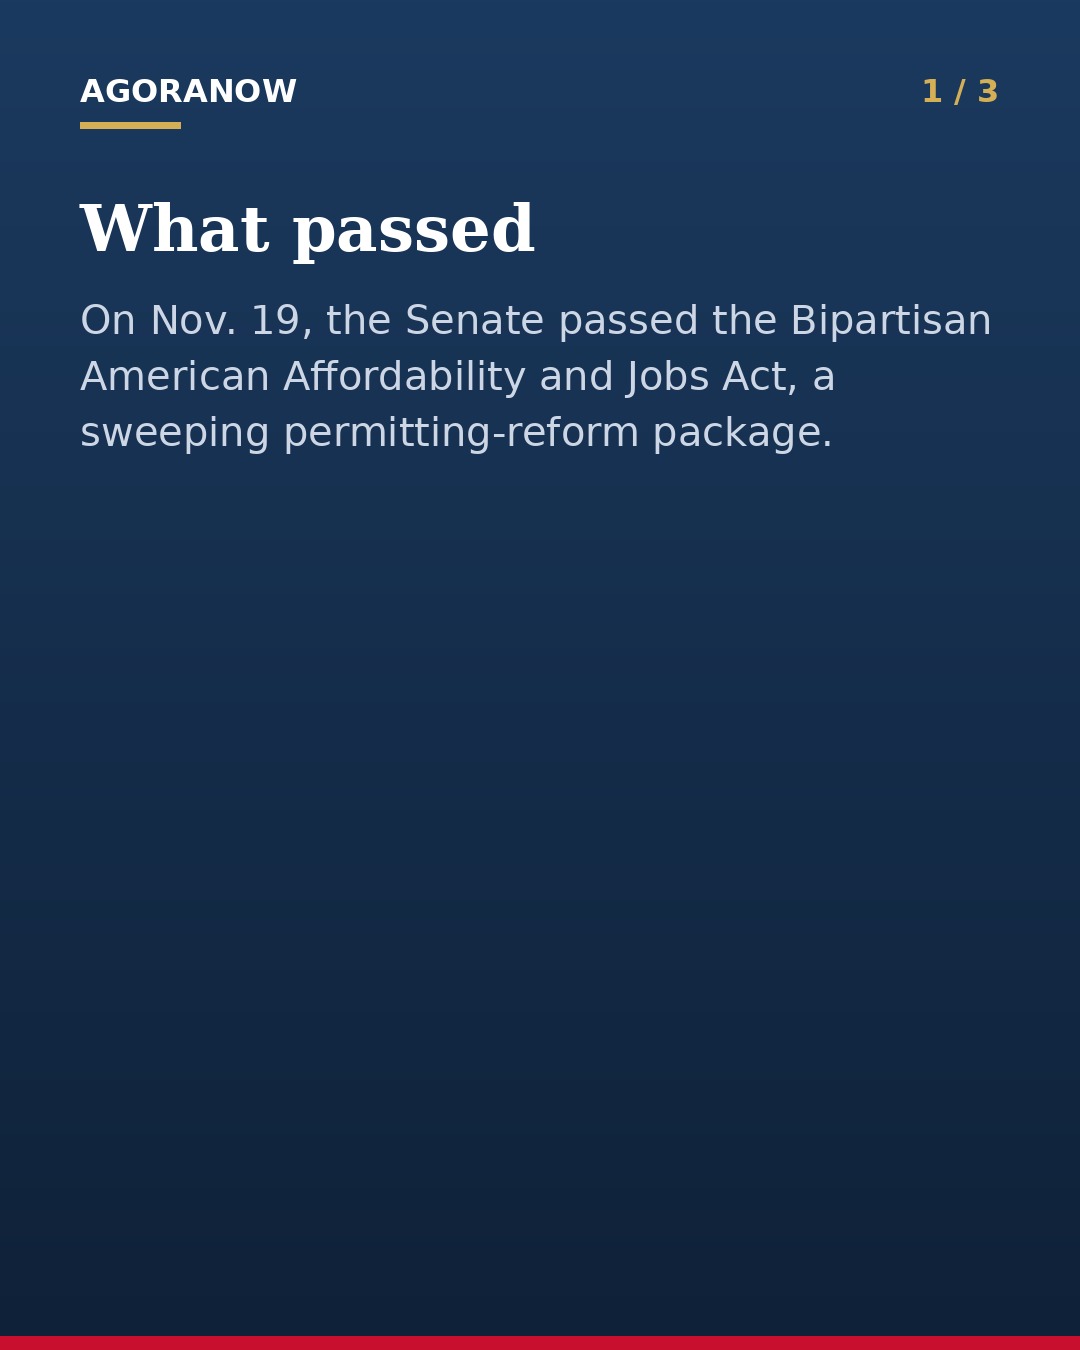 AGORANOW
1 / 3
What passed
On Nov. 19, the Senate passed the Bipartisan
American Affordability and Jobs Act, a
sweeping permitting-reform package.